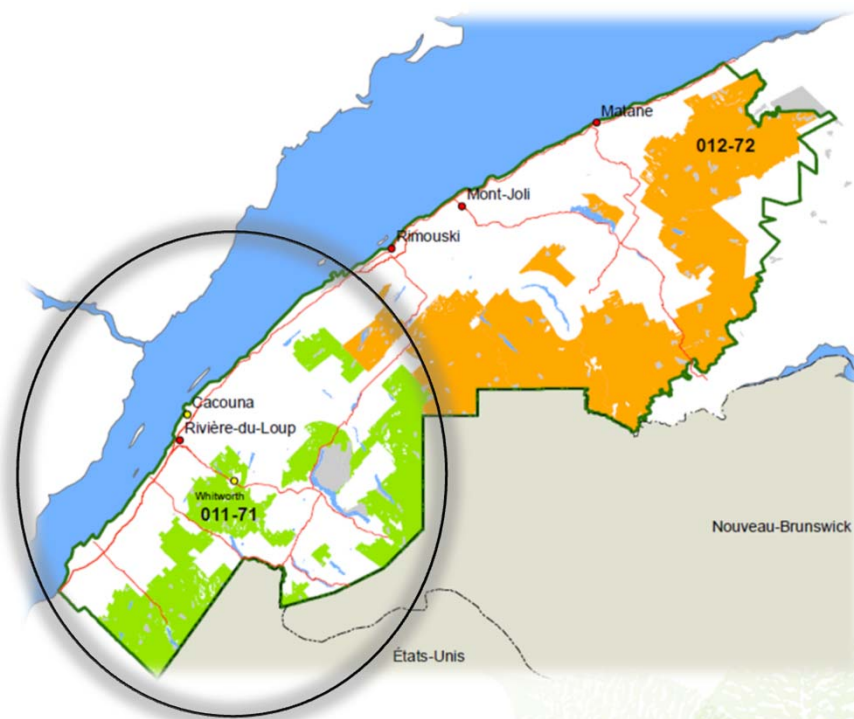 Matane
012-72
Mont-Joli
Rimouski
Cacouna
Rivière-du-Loup
Whitworth
011-71
Nouveau-Brunswick
États-Unis